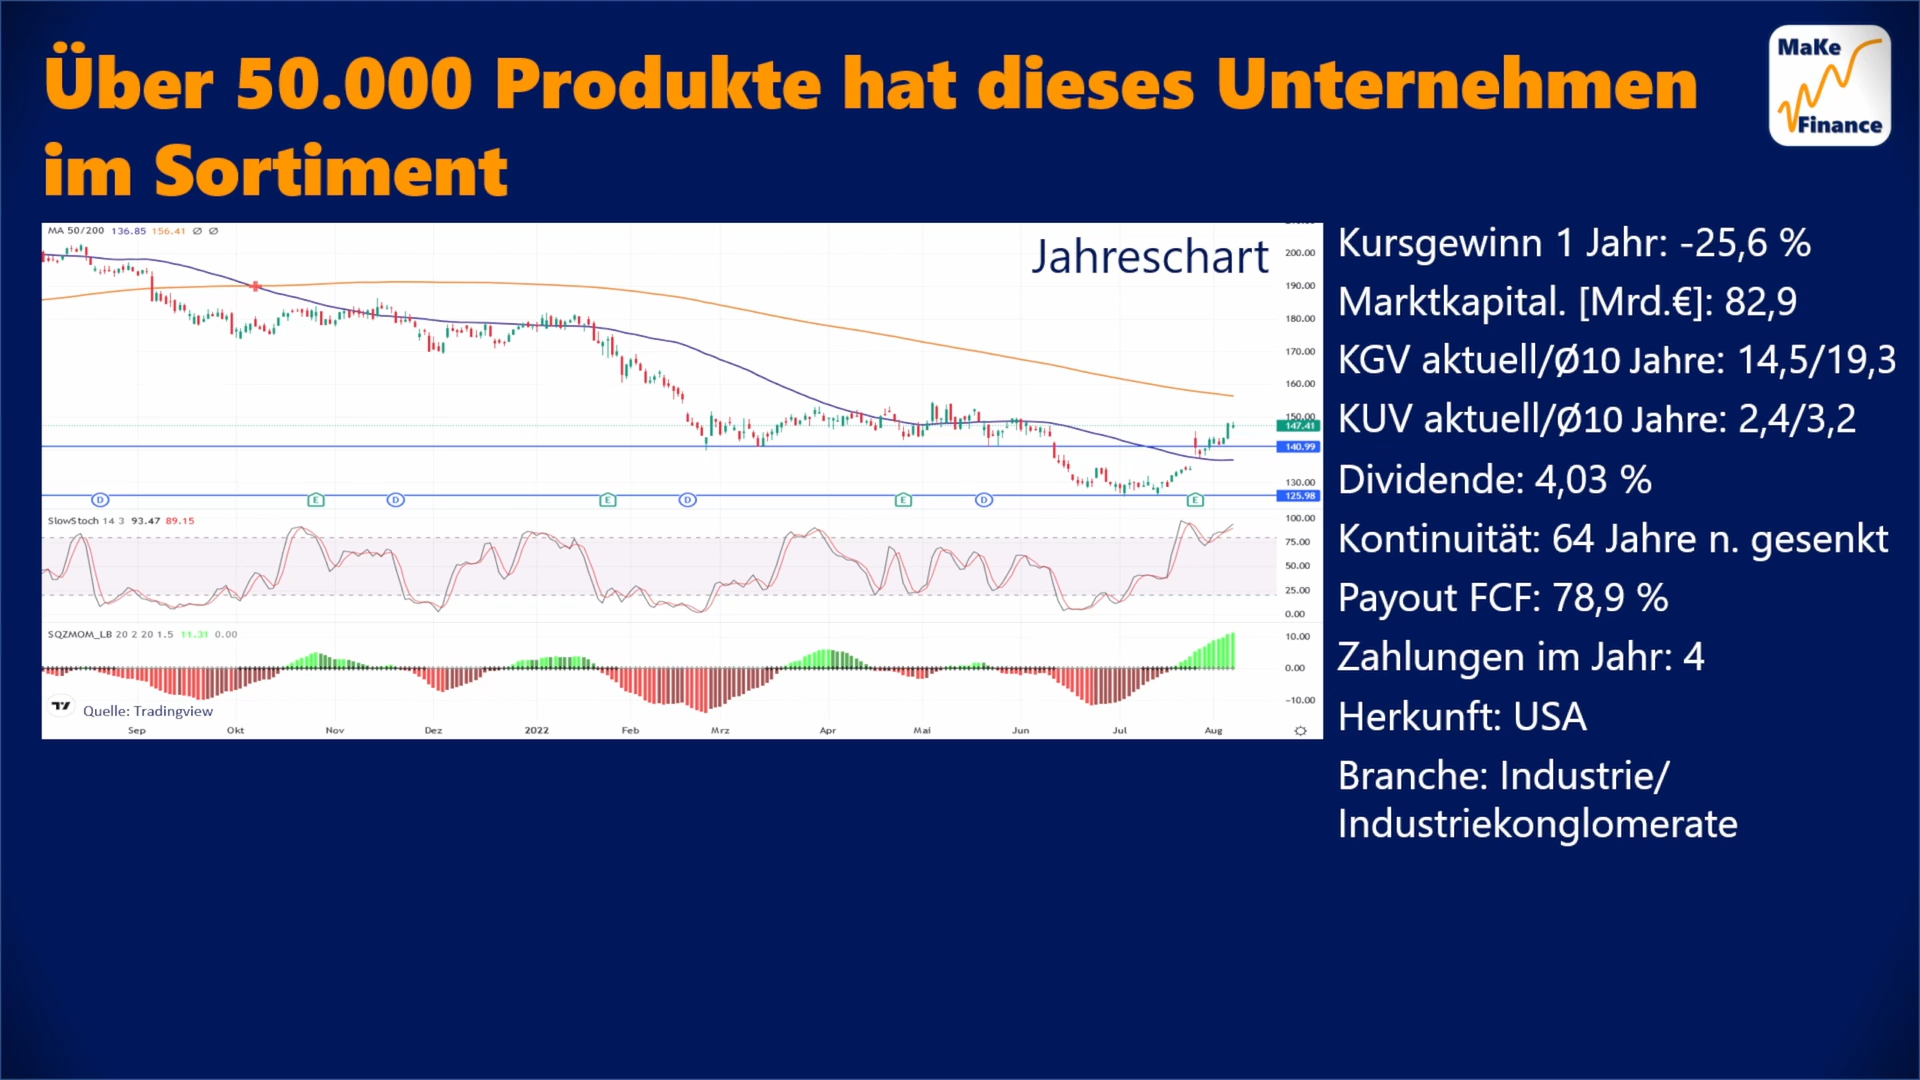 Über 50.000 Produkte hat dieses Unternehmen
im Sortiment
MaKe
Finance
MA 50/200 136.85 156.41 Ø Ø
Jahreschart
200.00
190.00
180.00
170.00
160.00
150.00
147.41
140.99
130.00
125.98
D E D E D E D E
SlowStoch 14 3 93.47 89.15
100.00
75.00
50.00
25.00
0.00
SQZMOM_LB 20 2 20 1.5 11.31 0.00
10.00
0.00
-10.00
Quelle: Tradingview
Sep Okt Nov Dez 2022 Feb Mrz Apr Mai Jun Jul Aug
Kursgewinn 1 Jahr: -25,6 %
Marktkapital. [Mrd.€]: 82,9
KGV aktuell/Ø10 Jahre: 14,5/19,3
KUV aktuell/Ø10 Jahre: 2,4/3,2
Dividende: 4,03 %
Kontinuität: 64 Jahre n. gesenkt
Payout FCF: 78,9 %
Zahlungen im Jahr: 4
Herkunft: USA
Branche: Industrie/
Industriekonglomerate